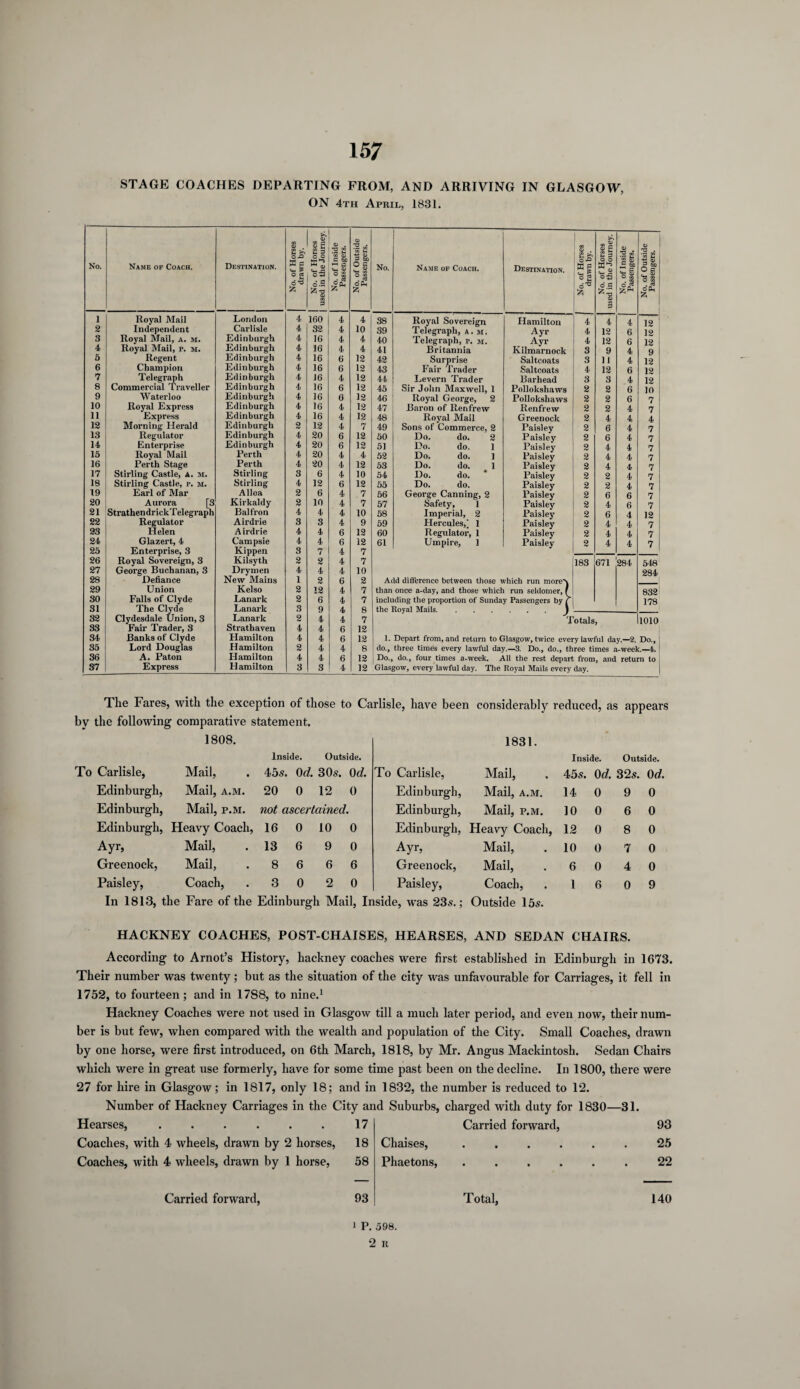 157
STAGE COACHES DEPARTING FROM, AND ARRIVING IN GLASGOW,
ON 4TH APRIL, 1831.
No. | NAME OF COACH. | DESTINATION. | No. of Horses drawn by. | No. of Horses used in the Journey. | No. of Inside Passengers. | No. of Outside Passengers. | No. | NAME OF COACH. | DESTINATION. | No. of Horses drawn by. | No. of Horses used in the Journey. | No. of Inside Passengers. | No. of Outside Passengers.
1 Royal Mail London 4 160 4 4 38 Royal Sovereign Hamilton 4 4 4 12
2 Independent Carlisle 4 32 4 10 39 Telegraph, A. M. Ayr 4 12 6 12
3 Royal Mail, A. M. Edinburgh 4 16 4 4 40 Telegraph, P. M. Ayr 4 12 6 12
4 Royal Mail, P. M. Edinburgh 4 16 4 4 41 Britannia Kilmarnock 3 9 4 9
5 Regent Edinburgh 4 16 6 12 42 Surprise Saltcoats 3 11 4 12
6 Champion Edinburgh 4 16 6 12 43 Fair Trader Saltcoats 4 12 6 12
7 Telegraph Edinburgh 4 16 4 12 44 Levern Trader Barhead 3 3 4 12
8 Commercial Traveller Edinburgh 4 16 6 12 45 Sir John Maxwell, 1 Pollokshaws 2 2 6 10
9 Waterloo Edinburgh 4 16 6 12 46 Royal George, 2 Pollokshaws 2 2 6 7
10 Royal Express Edinburgh 4 16 4 12 47 Baron of Renfrew Renfrew 2 2 4 7
11 Express Edinburgh 4 16 4 12 48 Royal Mail Greenock 2 4 4 4
12 Morning Herald Edinburgh 2 12 4 7 49 Sons of Commerce, 2 Paisley 2 6 4 7
13 Regulator Edinburgh 4 20 6 12 50 Do. do. 2 Paisley 2 6 4 7
14 Enterprise Edinburgh 4 20 6 12 51 Do. do. 1 Paisley 2 4 4 7
15 Royal Mail Perth 4 20 4 4 52 Do. do. 1 Paisley 2 4 4 7
16 Perth Stage Perth 4 20 4 12 53 Do. do. 1 Paisley 2 4 4 7
17 Stirling Castle, A. M. Stirling 3 6 4 10 54 Do. do. Paisley 2 2 4 7
18 Stirling Castle, P. M. Stirling 4 12 6 12 55 Do. do. Paisley 2 2 4 7
19 Earl of Mar Alloa 2 6 4 7 56 George Canning, 2 Paisley 2 6 6 7
20 Aurora [3 Kirkaldy 2 10 4 7 57 Safety, 1 Paisley 2 4 6 7
21 StrathendrickTelegraph Balfron 4 4 4 10 58 Imperial, 2 Paisley 2 6 4 12
22 Regulator Airdrie 3 3 4 9 59 Hercules, 1 Paisley 2 4 4 7
23 Helen Airdrie 4 4 6 12 60 Regulator, 1 Paisley 2 4 4 7
24 Glazert, 4 Campsie 4 4 6 12 61 Umpire, 1 Paisley 2 4 4 7
25 Enterprise, 3 Kippen 3 7 4 7
26 Royal Sovereign, 3 Kilsyth 2 2 4 7 183 671 284 548
27 George Buchanan, 3 Drymen 4 4 4 10 284
28 Defiance New Mains 1 2 6 2 Add difference between those which run more
29 Union Kelso 2 12 4 7 than once a-day, and those which run seldomer, 832
30 Falls of Clyde Lanark 2 6 4 7 including the proportion of Sunday Passengers by 178
31 The Clyde Lanark 3 9 4 8 the Royal Mails. . . . . .
32 Clydesdale Union, 3 Lanark 2 4 4 7 Totals, 1010
33 Fair Trader, 3 Strathaven 4 4 6 12
34 Banks of Clyde Hamilton 4 4 6 12 1. Depart from, and return to Glasgow, twice every lawful day.—2. Do.,
35 Lord Douglas Hamilton 2 4 4 8 do., three times every lawful day.—3. Do., do., three times a-week.—4.
36 A. Paton Hamilton 4 4 6 12 Do., do., four times a-week. All the rest depart from, and return to
37 Express Hamilton 3 3 4 12 Glasgow, every lawful day. The Royal Mails every day.
The Fares, with the exception of those to Carlisle, have been considerably reduced, as appears
by the following comparative statement.
1808. 1831.
Inside. Outside. Inside. Outside.
To Carlisle, Mail, . 45s. 0d. 30s. 0d. To Carlisle, Mail, . 45s. 0d. 32s. 0d.
Edinburgh, Mail, A.M. 20 0 12 0 Edinburgh, Mail, A.M. 14 0 9 0
Edinburgh, Mail, P.M. not ascertained. Edinburgh, Mail, P.M. 10 0 6 0
Edinburgh, Heavy Coach, 16 0 10 0 Edinburgh, Heavy Coach, 12 0 8 0
Ayr, Mail, . 13 6 9 0 Ayr, Mail, . 10 0 7 0
Greenock, Mail, . 8 6 6 6 Greenock, Mail, . 6 0 4 0
Paisley, Coach, . 3 0 2 0 Paisley, Coach, . 1 6 0 9
In 1813, the Fare of the Edinburgh Mail, Inside, was 23s.; Outside 15s.
HACKNEY COACHES, POST-CHAISES, HEARSES, AND SEDAN CHAIRS.
According to Arnot's History, hackney coaches were first established in Edinburgh in 1673.
Their number was twenty; but as the situation of the city was unfavourable for Carriages, it fell in
1752, to fourteen; and in 1788, to nine.¹
Hackney Coaches were not used in Glasgow till a much later period, and even now, their num-
ber is but few, when compared with the wealth and population of the City. Small Coaches, drawn
by one horse, were first introduced, on 6th March, 1818, by Mr. Angus Mackintosh. Sedan Chairs
which were in great use formerly, have for some time past been on the decline. In 1800, there were
27 for hire in Glasgow; in 1817, only 18; and in 1832, the number is reduced to 12.
Number of Hackney Carriages in the City and Suburbs, charged with duty for 1830—31.
Hearses, . . . . . . 17 Carried forward, 93
Coaches, with 4 wheels, drawn by 2 horses, 18 Chaises, . . . . . . 25
Coaches, with 4 wheels, drawn by 1 horse, 58 Phaetons, . . . . . . 22
Carried forward, 93 Total, 140
¹ P. 598.
2 R